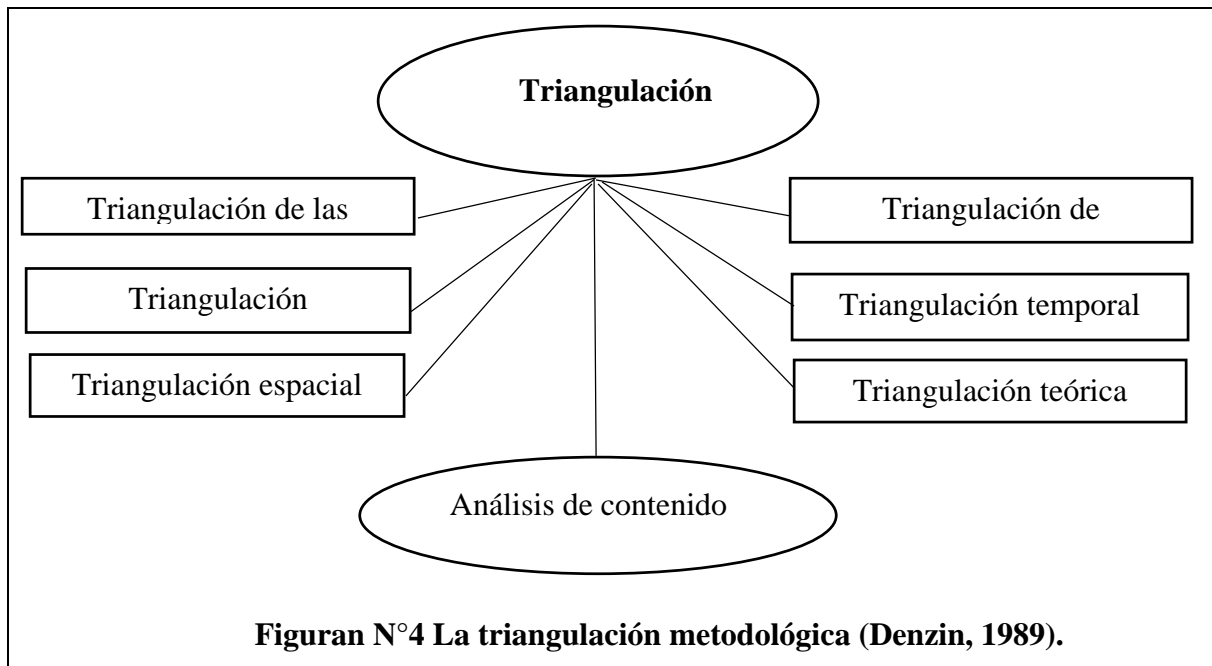 Triangulación
Triangulación de las
Triangulación de
Triangulación
Triangulación temporal
Triangulación espacial
Triangulación teórica
Análisis de contenido
Figuran N°4 La triangulación metodológica (Denzin, 1989).